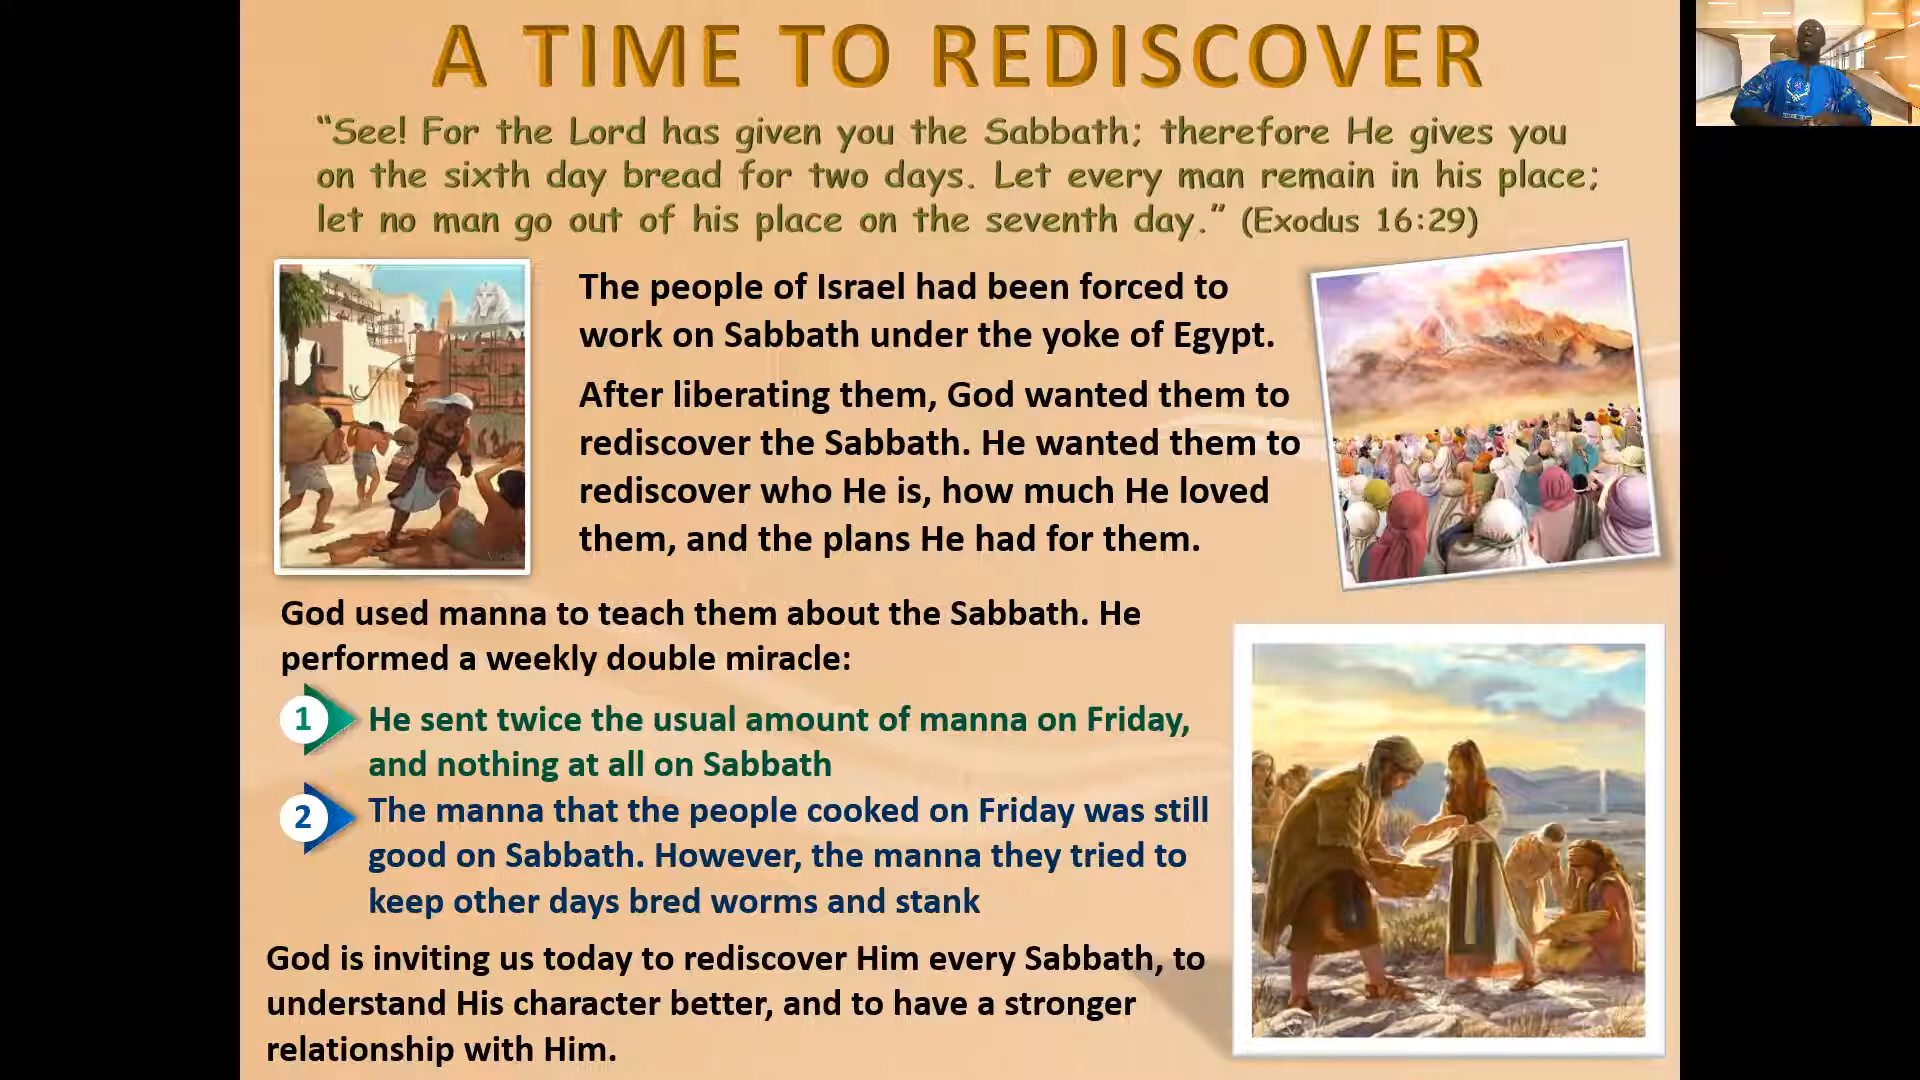 A TIME TO REDISCOVER
“See! For the Lord has given you the Sabbath; therefore He gives you
on the sixth day bread for two days. Let every man remain in his place;
let no man go out of his place on the seventh day.” (Exodus 16:29)
The people of Israel had been forced to
work on Sabbath under the yoke of Egypt.
After liberating them, God wanted them to
rediscover the Sabbath. He wanted them to
rediscover who He is, how much He loved
them, and the plans He had for them.
God used manna to teach them about the Sabbath. He
performed a weekly double miracle:
1 He sent twice the usual amount of manna on Friday,
and nothing at all on Sabbath
2 The manna that the people cooked on Friday was still
good on Sabbath. However, the manna they tried to
keep other days bred worms and stank
God is inviting us today to rediscover Him every Sabbath, to
understand His character better, and to have a stronger
relationship with Him.